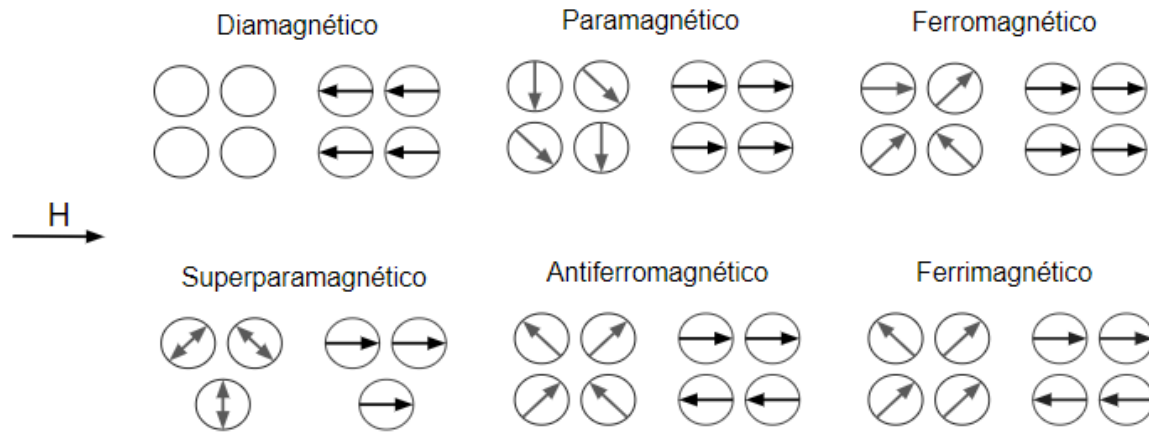 Diamagnético
Paramagnético
Ferromagnético
H
Superparamagnético
Antiferromagnético
Ferrimagnético